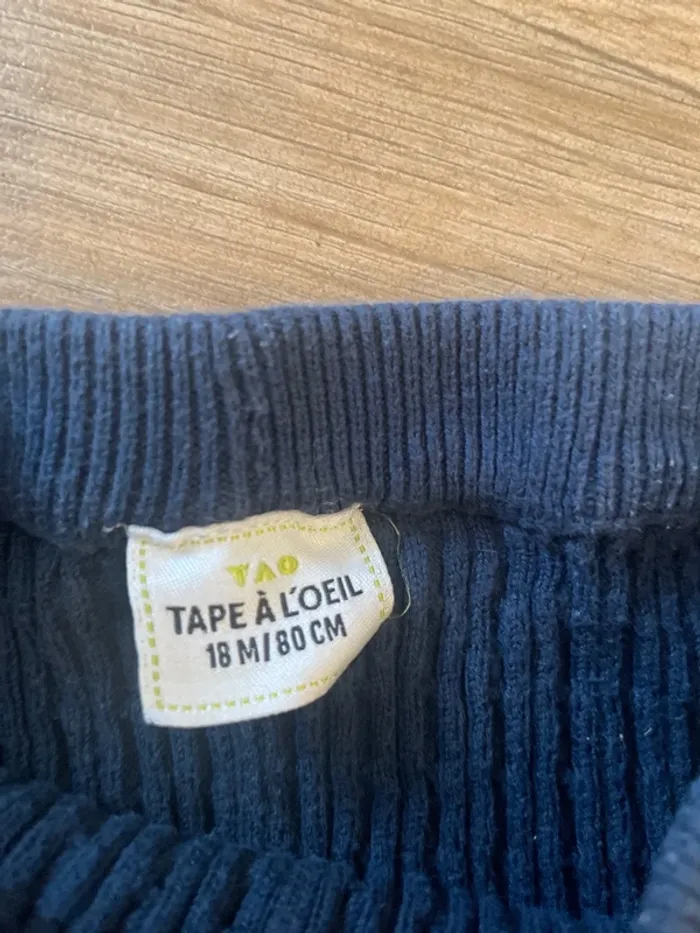 TAO
TAPE À L'OEIL
18 M/80 CM